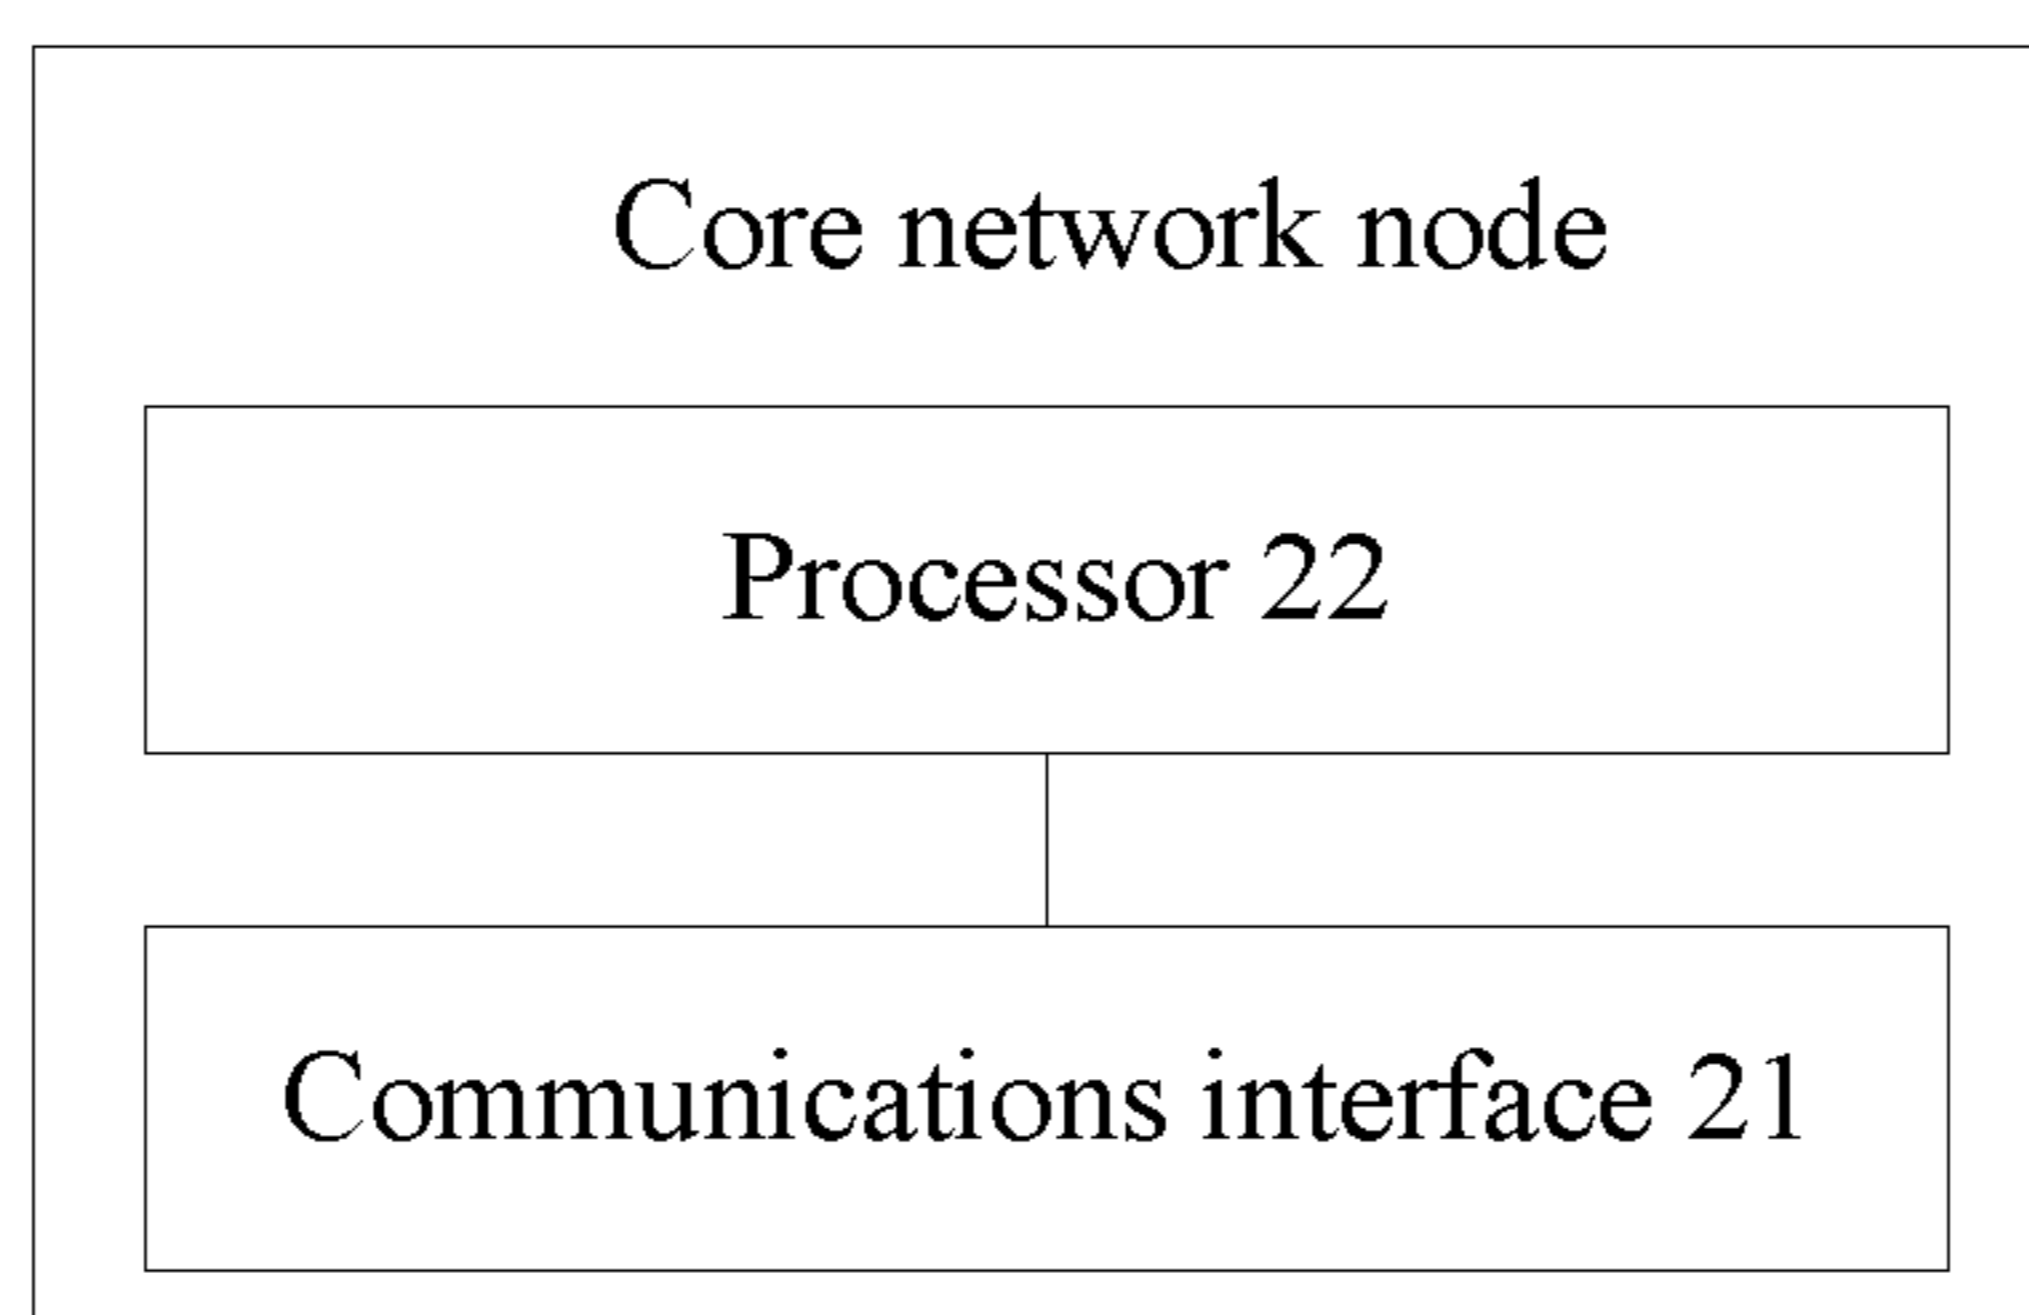 Core network node
Processor 22
Communications interface 21